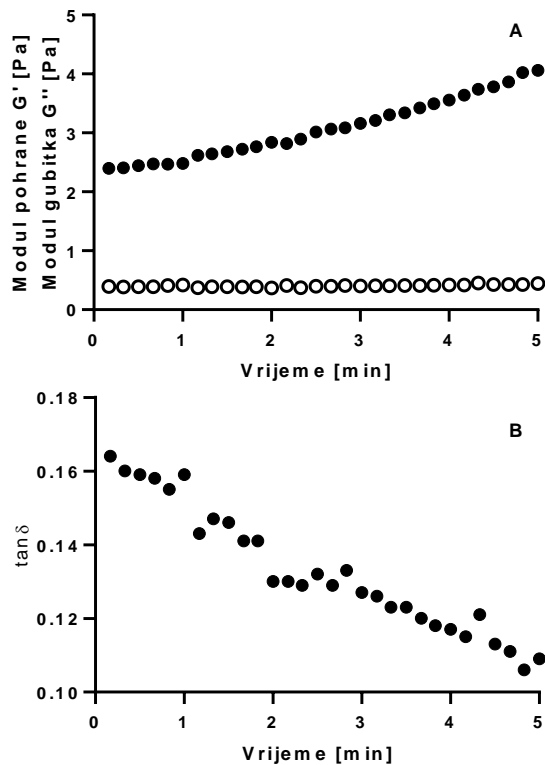 A
Modul pohrane G' [Pa]
Modul gubitka G'' [Pa]
5
4
3
2
1
0
0 1 2 3 4 5
Vrijeme [min]
B
tan δ
0.18
0.16
0.14
0.12
0.10
0 1 2 3 4 5
Vrijeme [min]